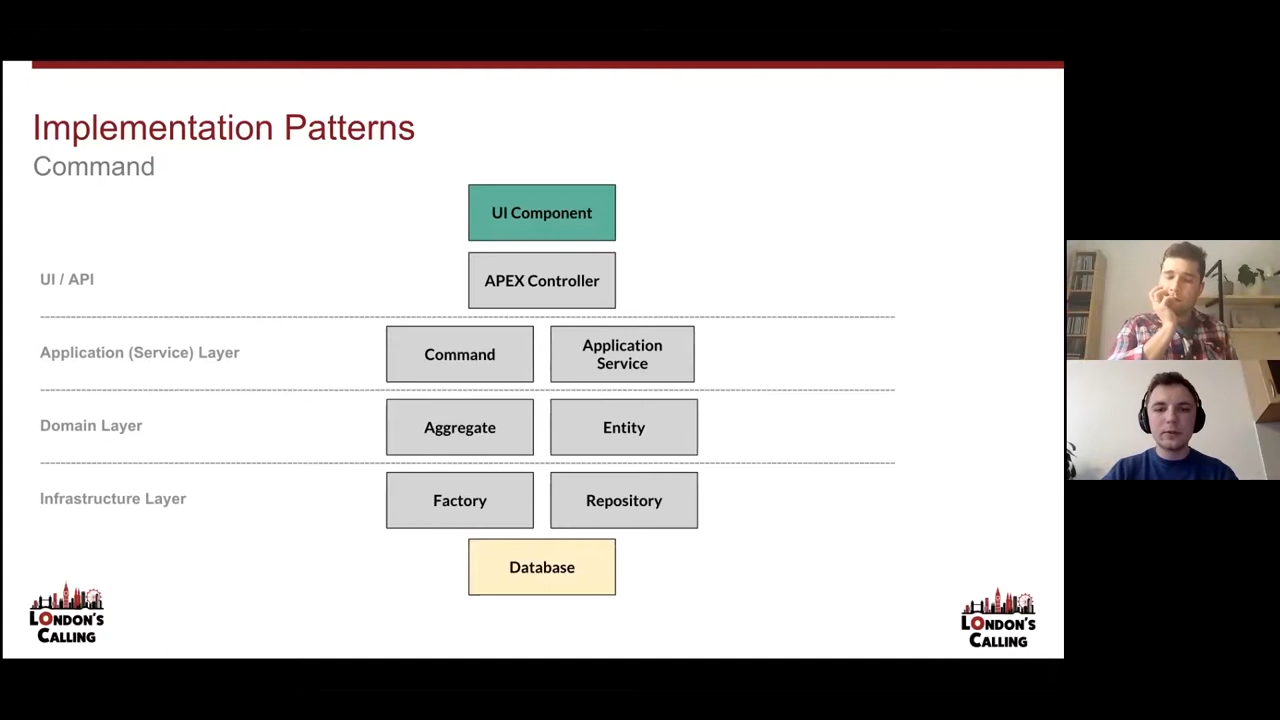 Implementation Patterns
Command
UI Component
UI / API
APEX Controller
Application (Service) Layer
Command
Application
Service
Domain Layer
Aggregate
Entity
Infrastructure Layer
Factory
Repository
Database
LONDON'S
CALLING
LONDON'S
CALLING